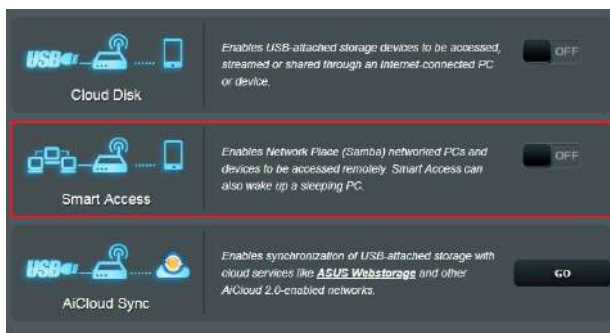 USB
Cloud Disk
Enables USB-attached storage devices to be accessed,
streamed or shared through an Internet-connected PC
or device.
OFF
Smart Access
Enables Network Place (Samba) networked PCs and
devices to be accessed remotely. Smart Access can
also wake up a sleeping PC.
OFF
USB
AiCloud Sync
Enables synchronization of USB-attached storage with
cloud services like ASUS Webstorage and other
AiCloud 2.0-enabled networks.
GO